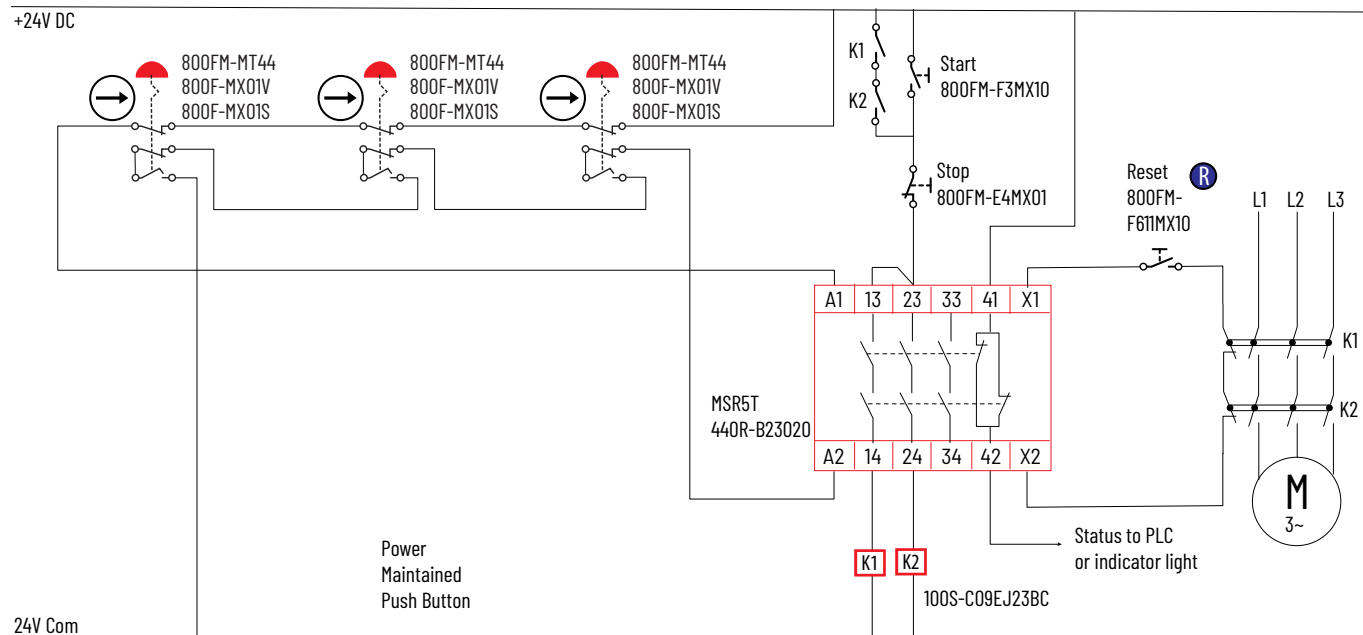 +24V DC
800FM-MT44
800F-MX01V
800F-MX01S
800FM-MT44
800F-MX01V
800F-MX01S
800FM-MT44
800F-MX01V
800F-MX01S
K1
K2
Start
800FM-F3MX10
Stop
800FM-E4MX01
Reset
800FM-
F611MX10
R
L1 L2 L3
A1 13 23 33 41 X1
K1
K2
MSR5T
440R-B23020
A2 14 24 34 42 X2
M
3~
Status to PLC
or indicator light
K1 K2
100S-C09EJ23BC
Power
Maintained
Push Button
24V Com